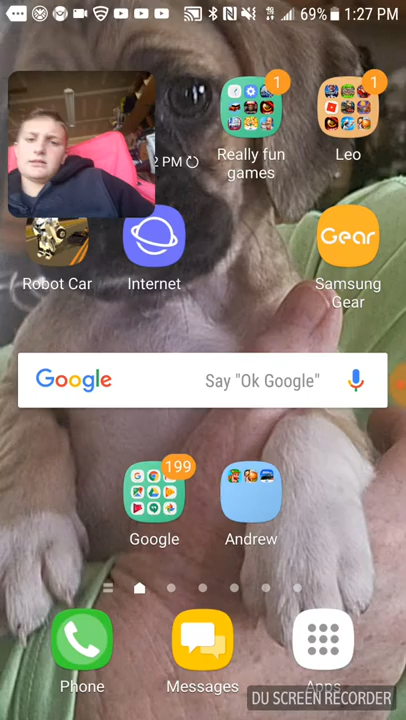 69% 1:27 PM
1
1
2 PM
Really fun
games
Leo
Robot Car
Internet
Gear
Samsung
Gear
Google
Say "Ok Google"
199
Google
Andrew
Phone
Messages
Apps
DU SCREEN RECORDER